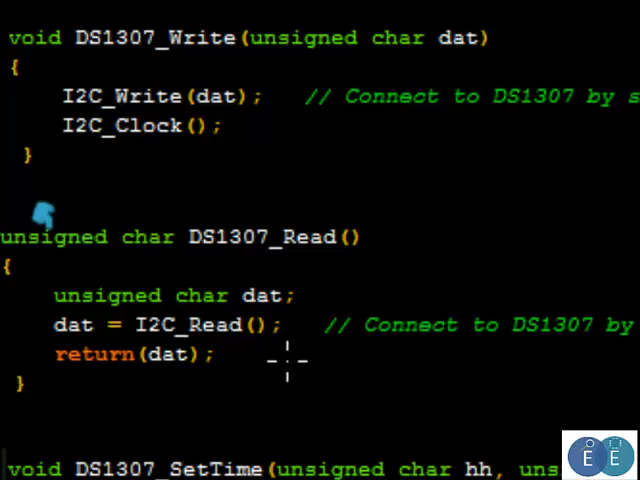 void DS1307_Write(unsigned char dat)
{
I2C_Write(dat); // Connect to DS1307 by s
I2C_Clock();
}
unsigned char DS1307_Read()
{
unsigned char dat;
dat = I2C_Read(); // Connect to DS1307 by
return(dat);
}
void DS1307_SetTime(unsigned char hh, uns
E E